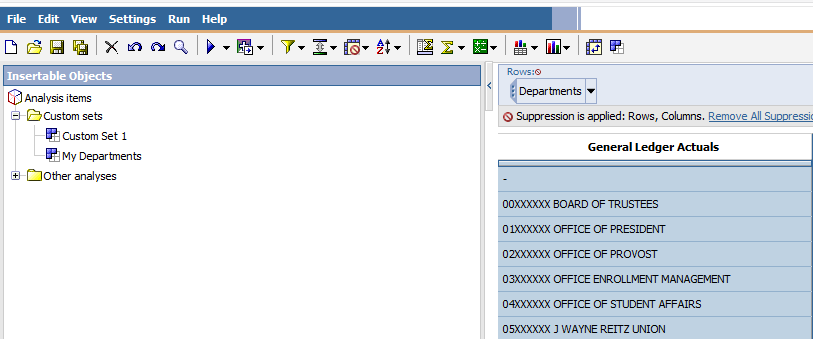 File Edit View Settings Run Help
Insertable Objects
Analysis items
Custom sets
Custom Set 1
My Departments
Other analyses
Rows:
Departments
Suppression is applied: Rows, Columns. Remove All Suppressio
General Ledger Actuals
-
00XXXXXX BOARD OF TRUSTEES
01XXXXXX OFFICE OF PRESIDENT
02XXXXXX OFFICE OF PROVOST
03XXXXXX OFFICE ENROLLMENT MANAGEMENT
04XXXXXX OFFICE OF STUDENT AFFAIRS
05XXXXXX J WAYNE REITZ UNION